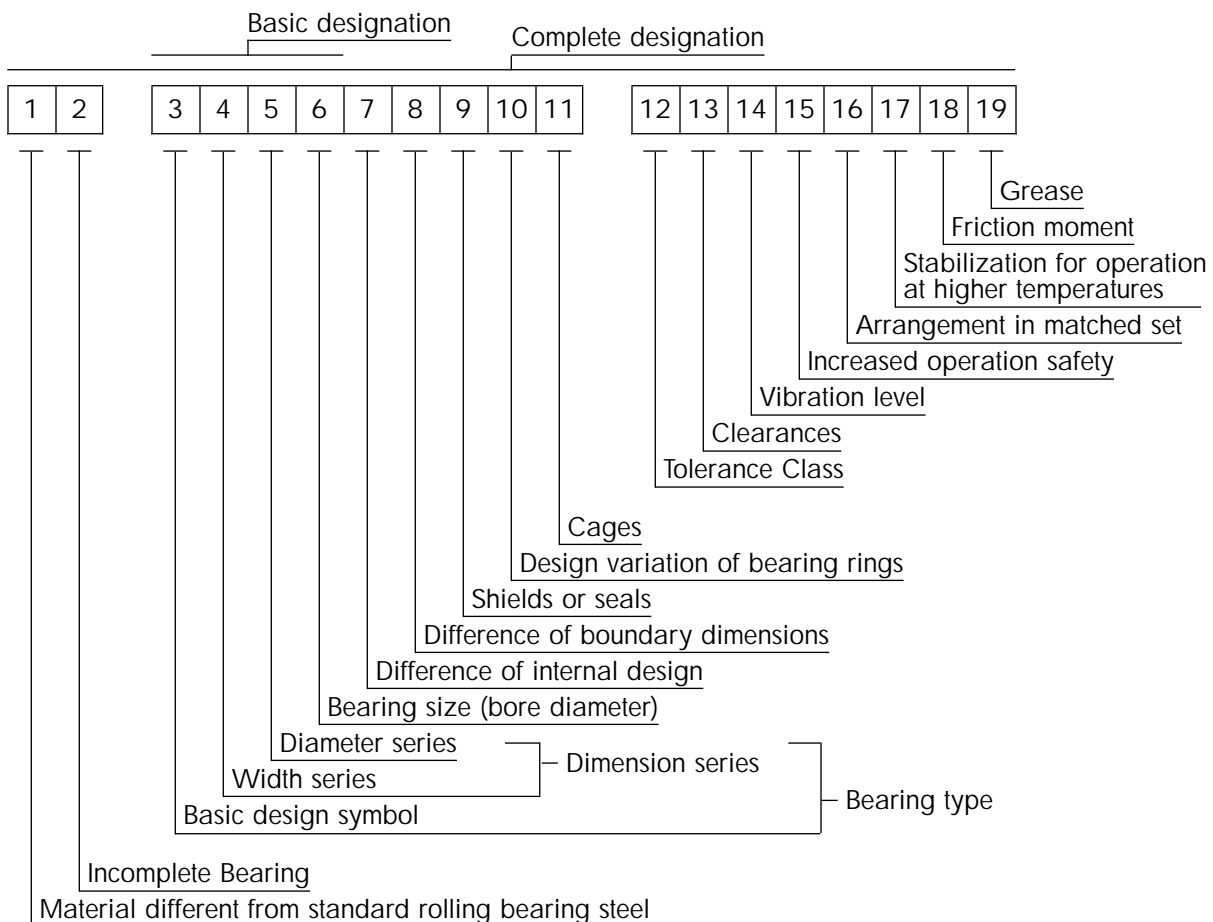 Basic designation
Complete designation
1 2 3 4 5 6 7 8 9 10 11 12 13 14 15 16 17 18 19
Grease
Friction moment
Stabilization for operation
at higher temperatures
Arrangement in matched set
Increased operation safety
Vibration level
Clearances
Tolerance Class
Cages
Design variation of bearing rings
Shields or seals
Difference of boundary dimensions
Difference of internal design
Bearing size (bore diameter)
Diameter series
Dimension series
Width series
Bearing type
Basic design symbol
Incomplete Bearing
Material different from standard rolling bearing steel